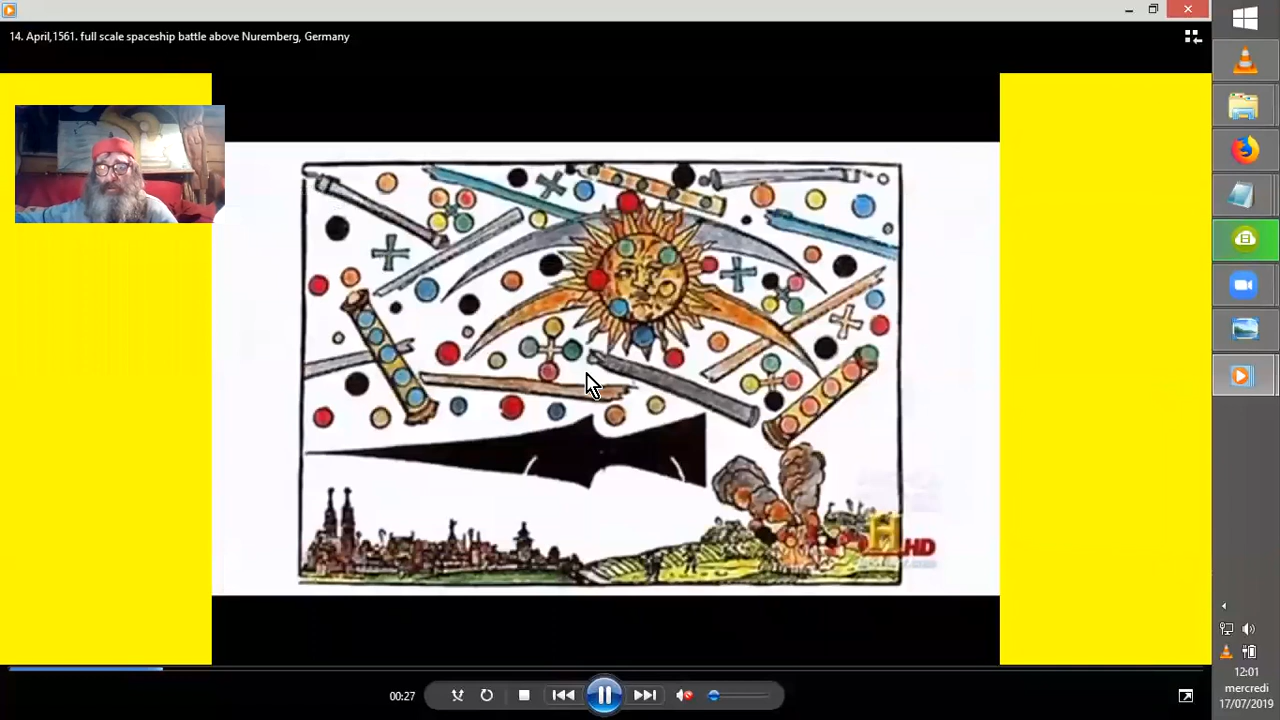 14. April,1561. full scale spaceship battle above Nuremberg, Germany
H HD
00:27
12:01
mercredi
17/07/2019